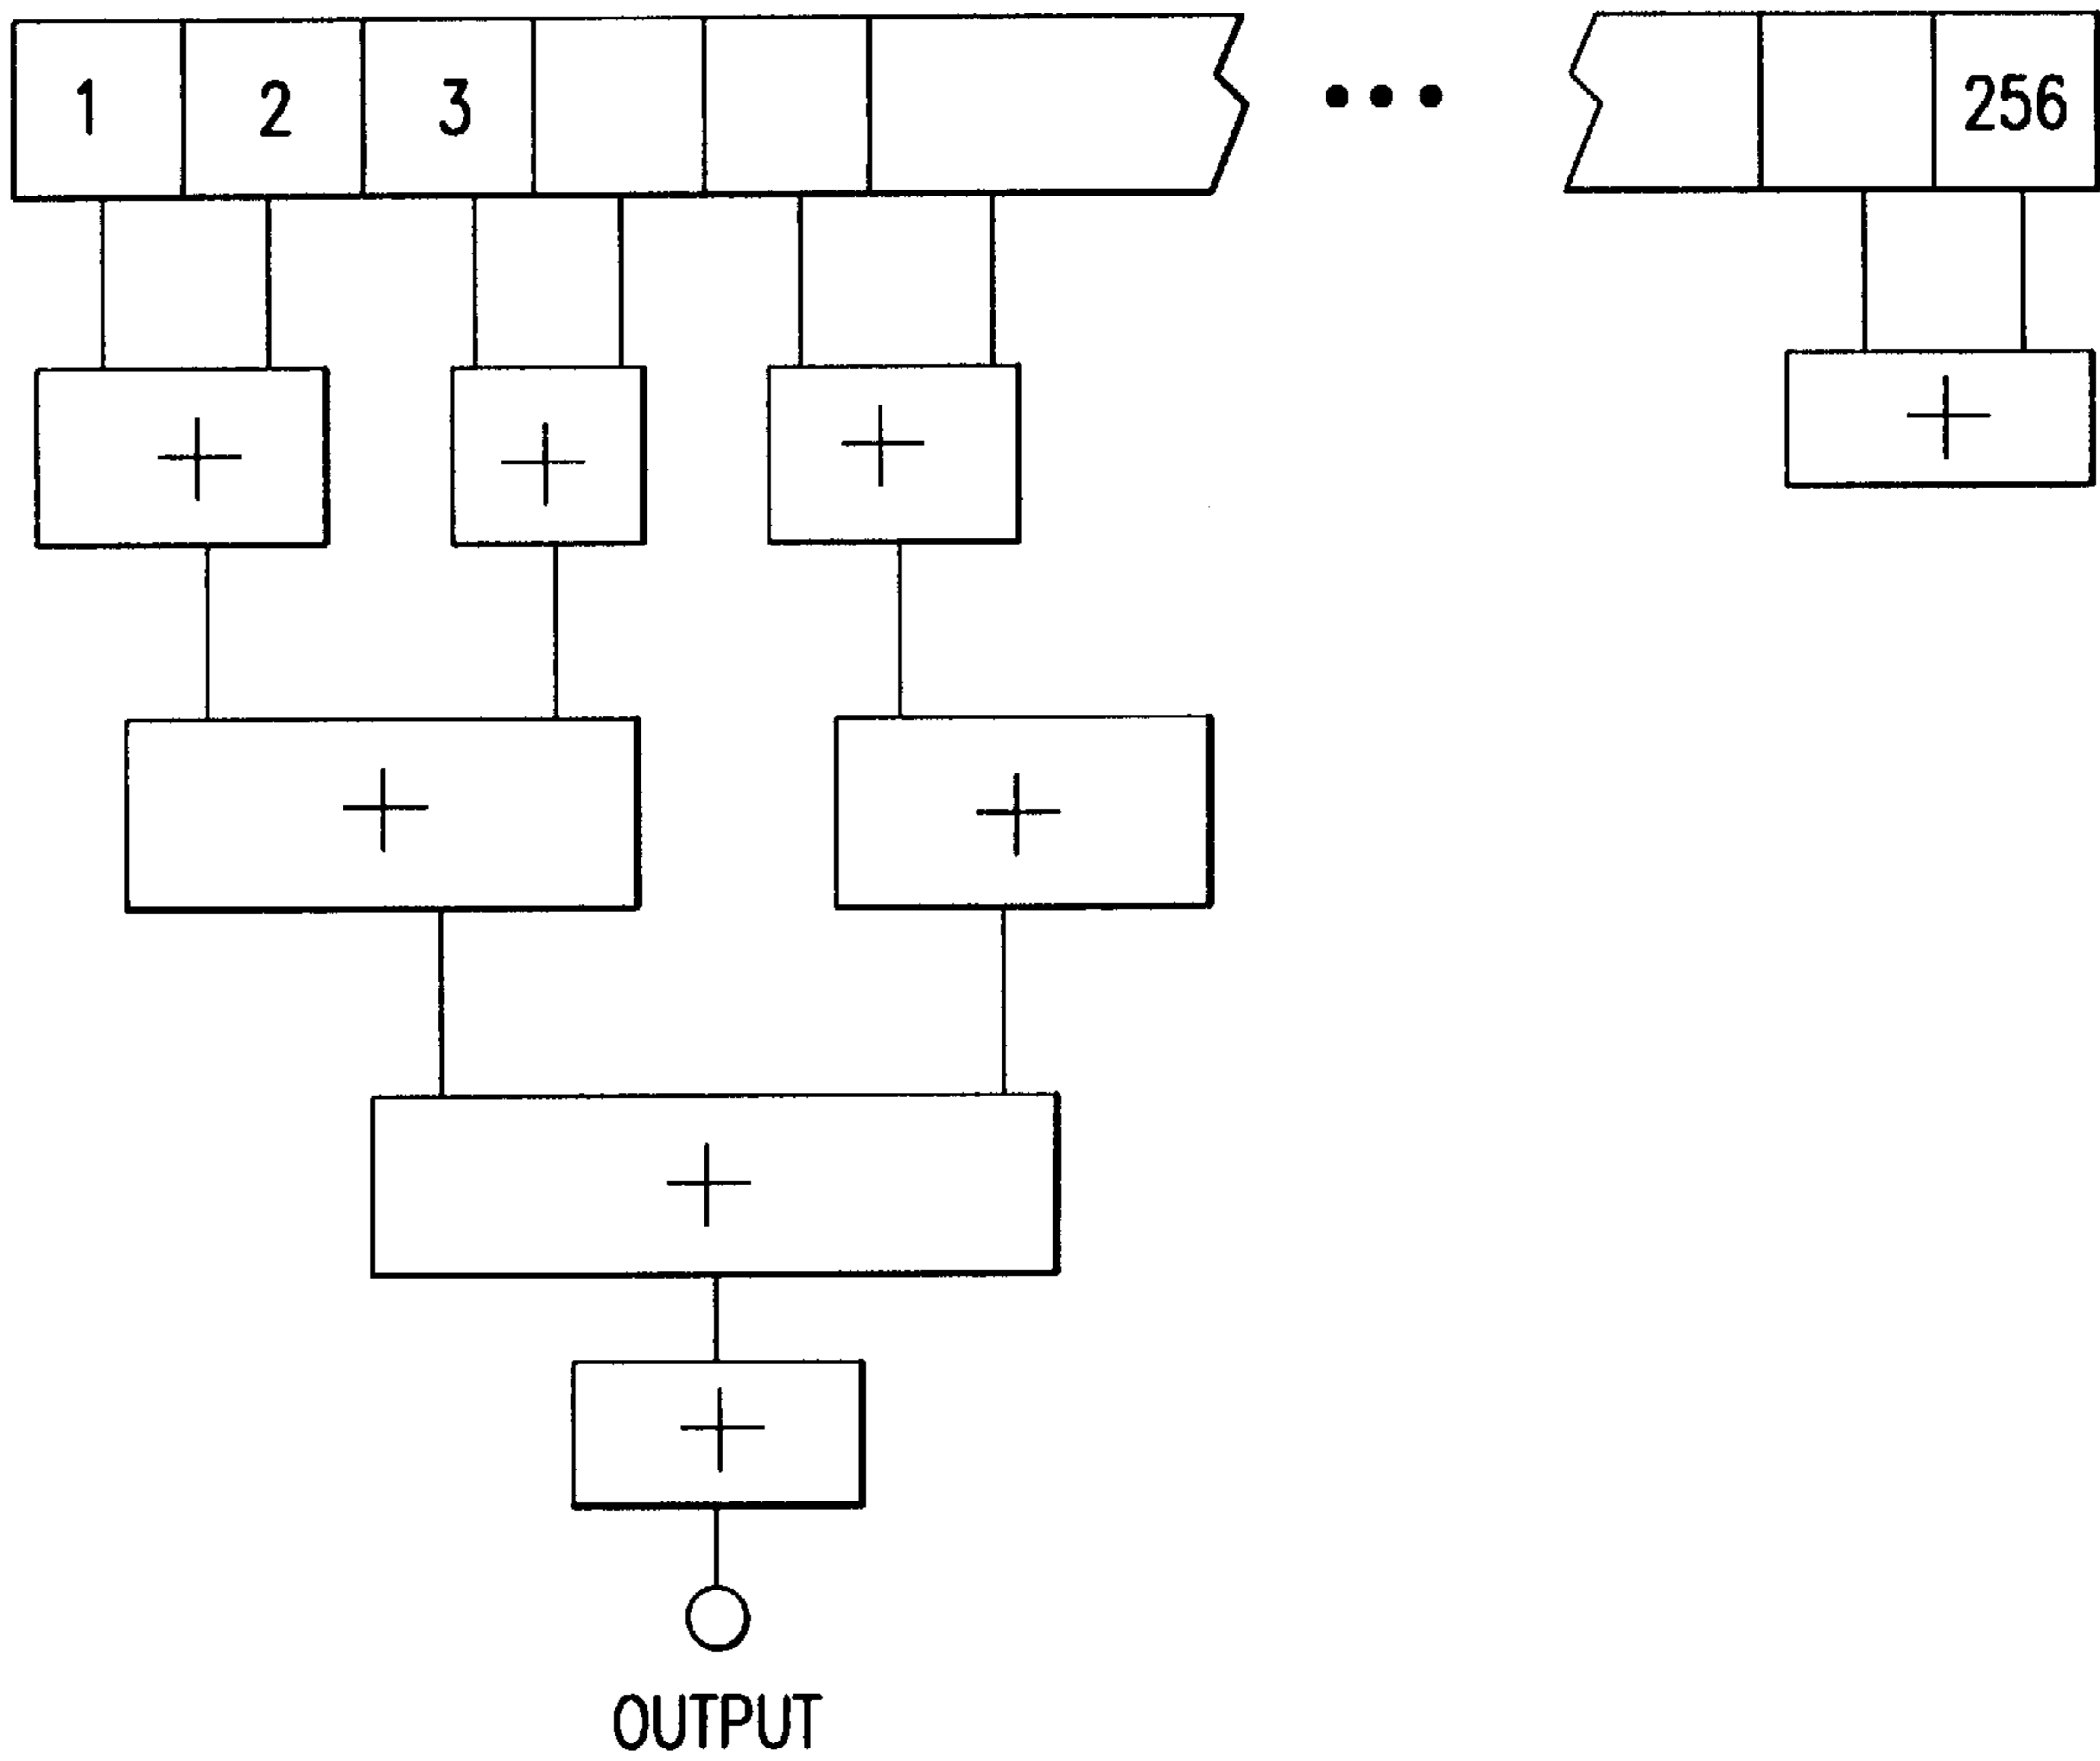 1 2 3 ••• 256
+ + + +
+ +
+
+
OUTPUT